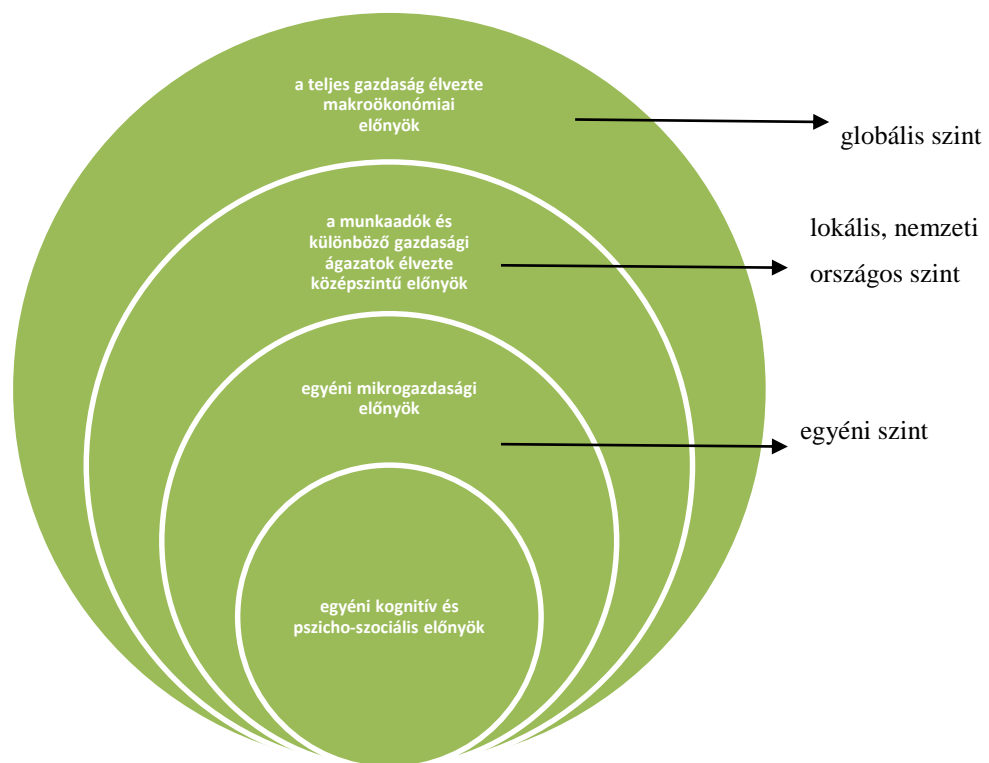 a teljes gazdaság élvezte
makroökonómiai
előnyök
globális szint
a munkaadók és
különböző gazdasági
ágazatok élvezte
középszintű előnyök
lokális, nemzeti
országos szint
egyéni mikrogazdasági
előnyök
egyéni szint
egyéni kognitív és
pszicho-szociális előnyök